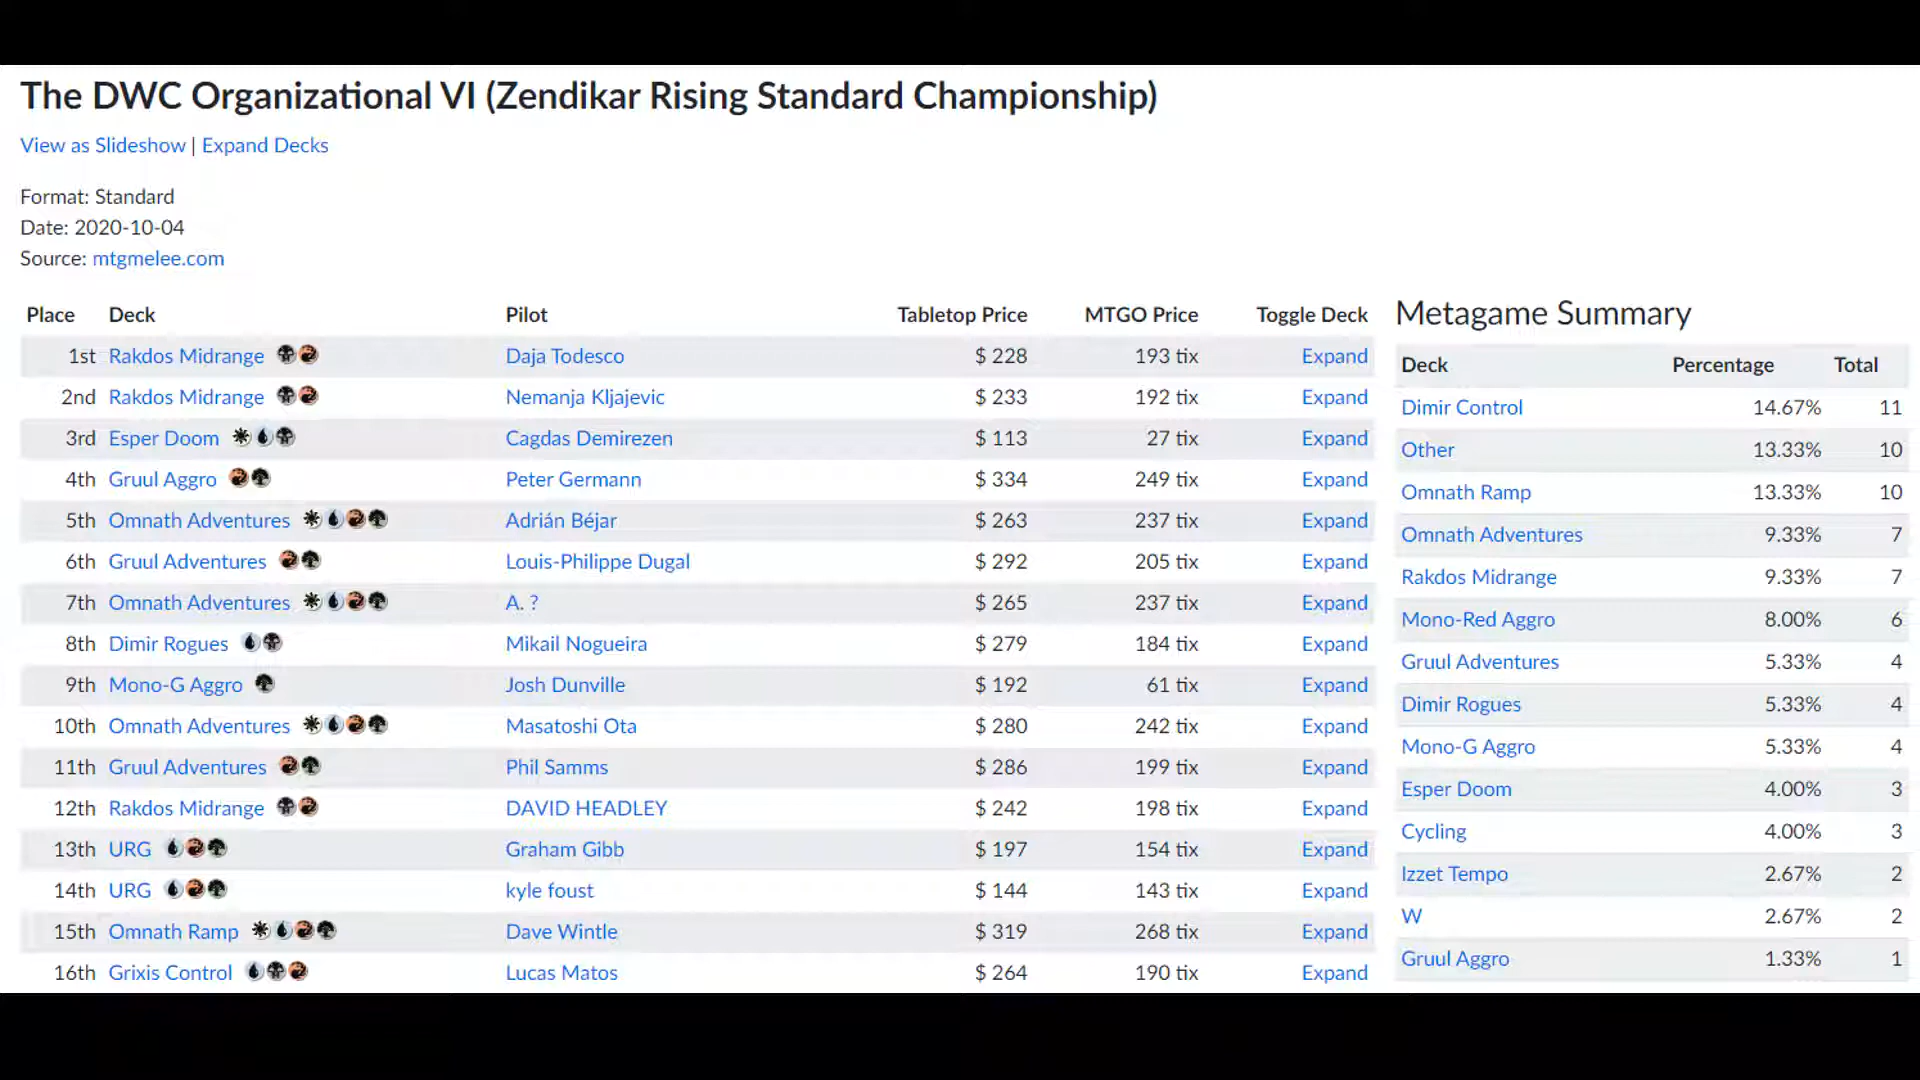 The DWC Organizational VI (Zendikar Rising Standard Championship)
View as Slideshow | Expand Decks
Format: Standard
Date: 2020-10-04
Source: mtgmelee.com
Place Deck Pilot Tabletop Price MTGO Price Toggle Deck
1st Rakdos Midrange Daja Todesco $ 228 193 tix Expand
2nd Rakdos Midrange Nemanja Kljajevic $ 233 192 tix Expand
3rd Esper Doom Cagdas Demirezen $ 113 27 tix Expand
4th Gruul Aggro Peter Germann $ 334 249 tix Expand
5th Omnath Adventures Adrián Béjar $ 263 237 tix Expand
6th Gruul Adventures Louis-Philippe Dugal $ 292 205 tix Expand
7th Omnath Adventures A. ? $ 265 237 tix Expand
8th Dimir Rogues Mikail Nogueira $ 279 184 tix Expand
9th Mono-G Aggro Josh Dunville $ 192 61 tix Expand
10th Omnath Adventures Masatoshi Ota $ 280 242 tix Expand
11th Gruul Adventures Phil Samms $ 286 199 tix Expand
12th Rakdos Midrange DAVID HEADLEY $ 242 198 tix Expand
13th URG Graham Gibb $ 197 154 tix Expand
14th URG kyle foust $ 144 143 tix Expand
15th Omnath Ramp Dave Wintle $ 319 268 tix Expand
16th Grixis Control Lucas Matos $ 264 190 tix Expand
Metagame Summary
Deck Percentage Total
Dimir Control 14.67% 11
Other 13.33% 10
Omnath Ramp 13.33% 10
Omnath Adventures 9.33% 7
Rakdos Midrange 9.33% 7
Mono-Red Aggro 8.00% 6
Gruul Adventures 5.33% 4
Dimir Rogues 5.33% 4
Mono-G Aggro 5.33% 4
Esper Doom 4.00% 3
Cycling 4.00% 3
Izzet Tempo 2.67% 2
W 2.67% 2
Gruul Aggro 1.33% 1